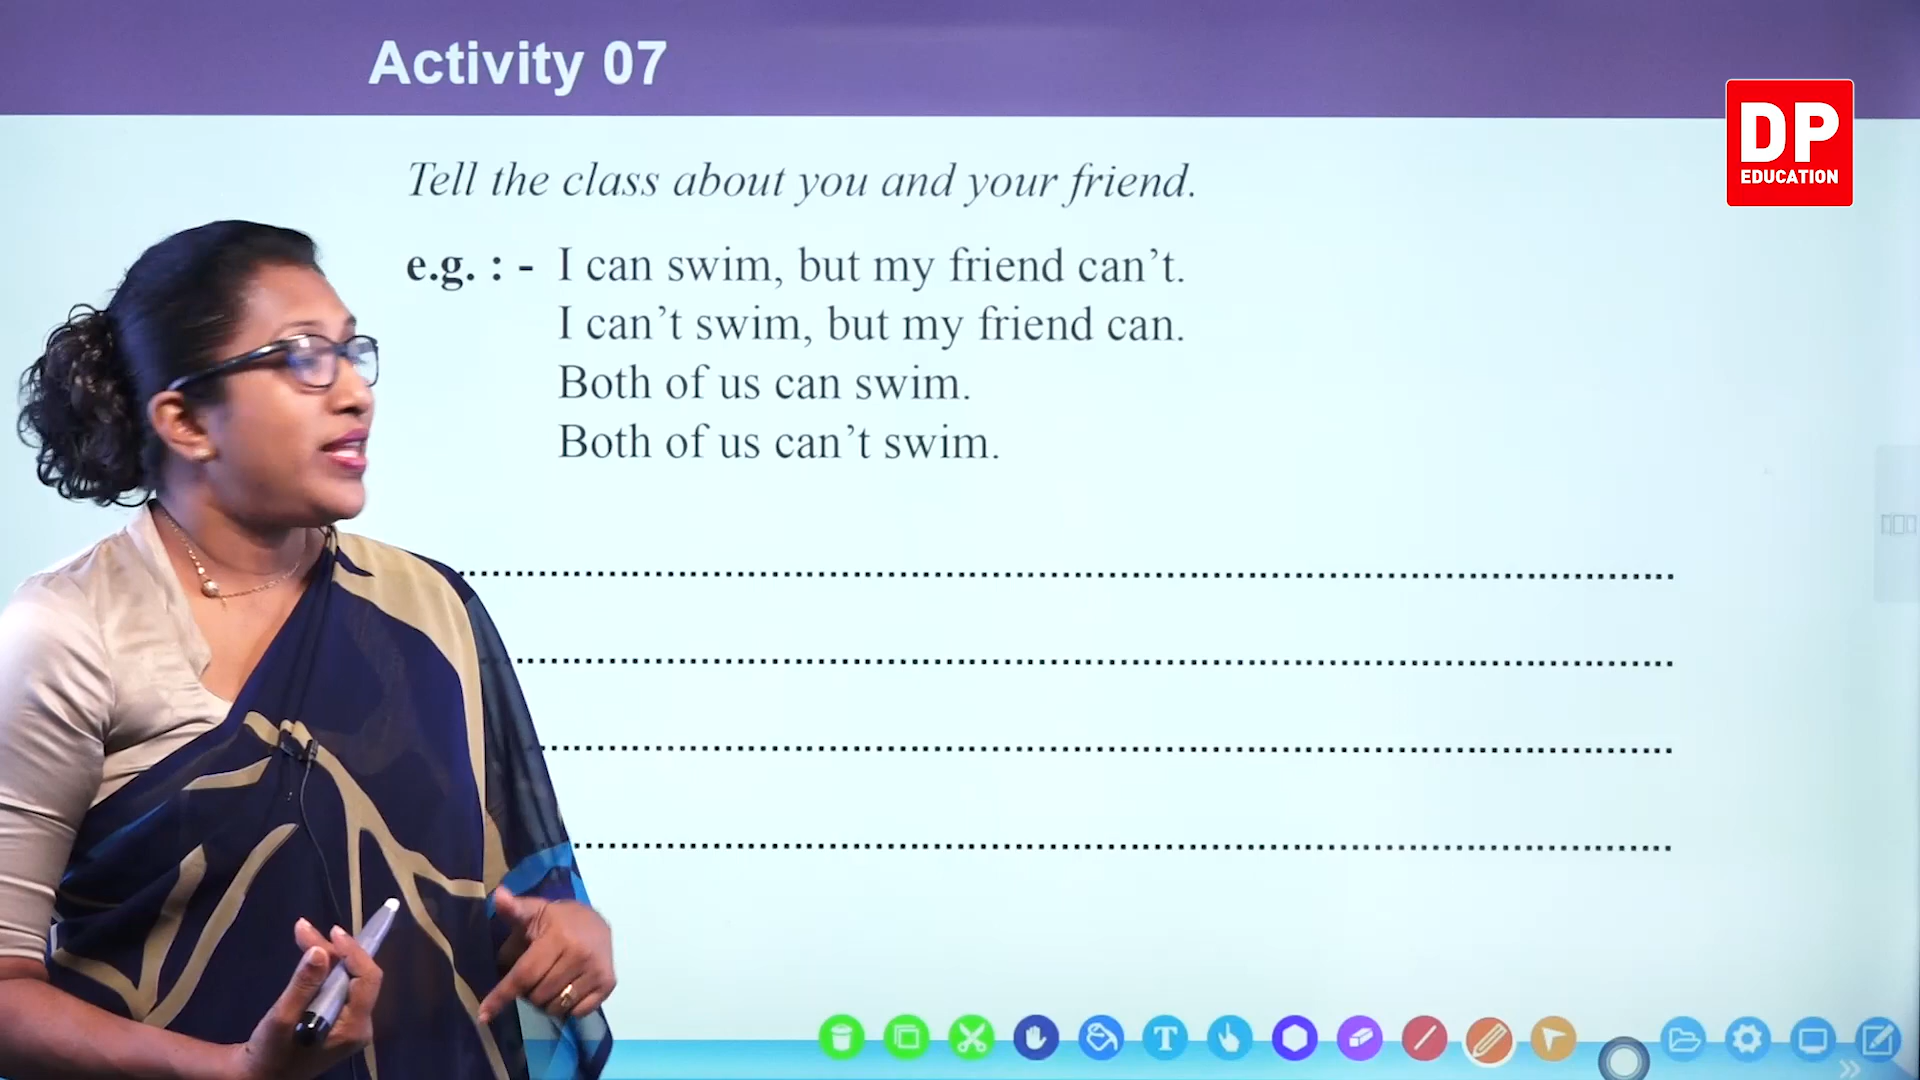 Activity 07
DP
EDUCATION
Tell the class about you and your friend.
e.g. : - I can swim, but my friend can’t.
I can’t swim, but my friend can.
Both of us can swim.
Both of us can’t swim.